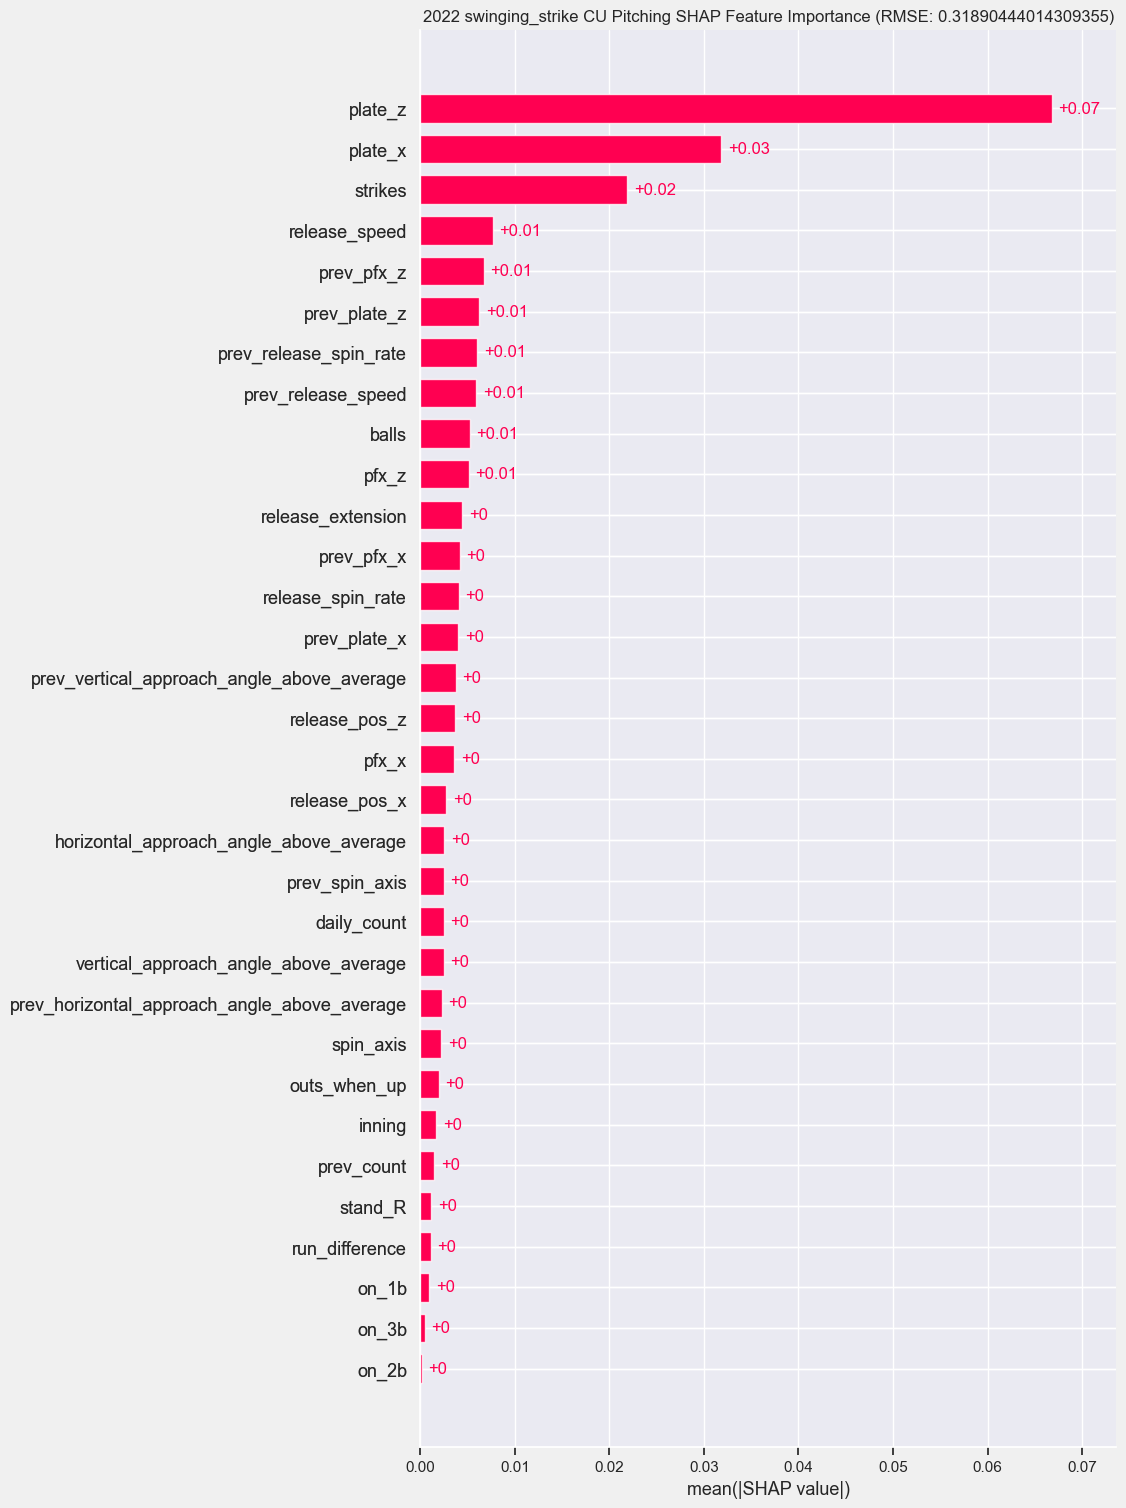 2022 swinging_strike CU Pitching SHAP Feature Importance (RMSE: 0.31890444014309355)
plate_z +0.07
plate_x +0.03
strikes +0.02
release_speed +0.01
prev_pfx_z +0.01
prev_plate_z +0.01
prev_release_spin_rate +0.01
prev_release_speed +0.01
balls +0.01
pfx_z +0.01
release_extension +0
prev_pfx_x +0
release_spin_rate +0
prev_plate_x +0
prev_vertical_approach_angle_above_average +0
release_pos_z +0
pfx_x +0
release_pos_x +0
horizontal_approach_angle_above_average +0
prev_spin_axis +0
daily_count +0
vertical_approach_angle_above_average +0
prev_horizontal_approach_angle_above_average +0
spin_axis +0
outs_when_up +0
inning +0
prev_count +0
stand_R +0
run_difference +0
on_1b +0
on_3b +0
on_2b +0
0.00 0.01 0.02 0.03 0.04 0.05 0.06 0.07
mean(|SHAP value|)